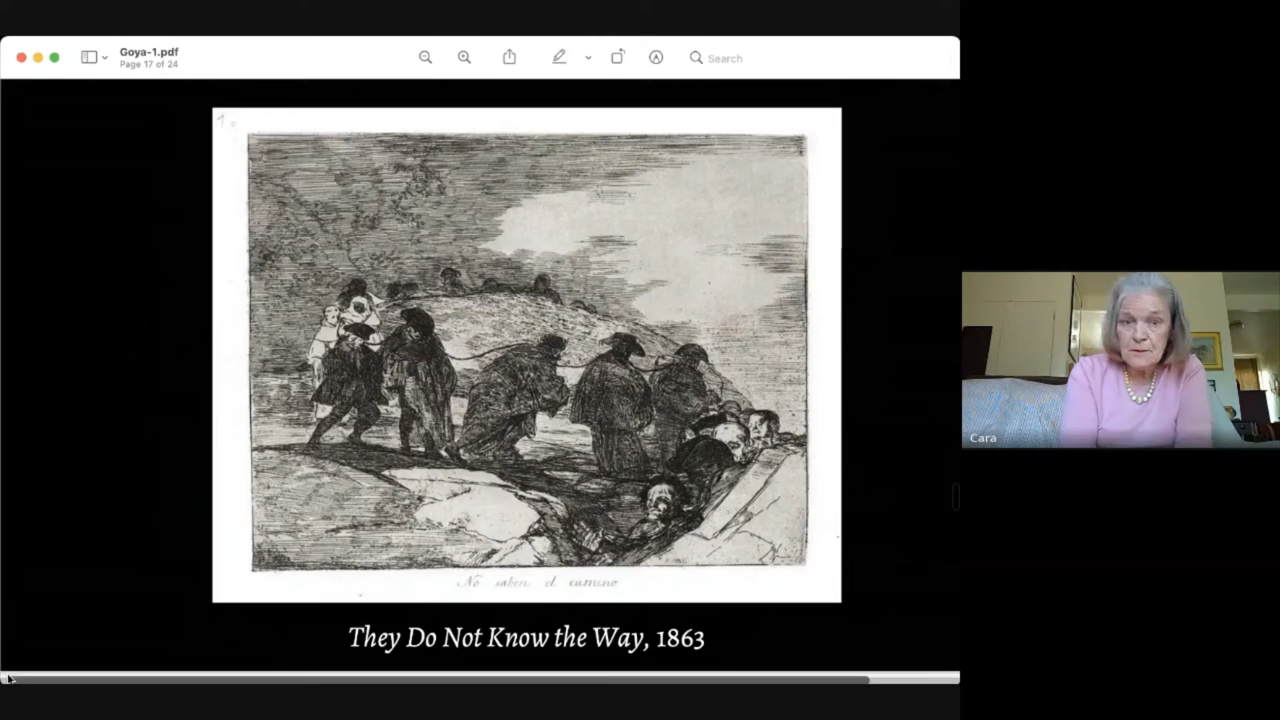 Goya-1.pdf
Page 17 of 24
Search
No saben el camino
They Do Not Know the Way, 1863
Cara